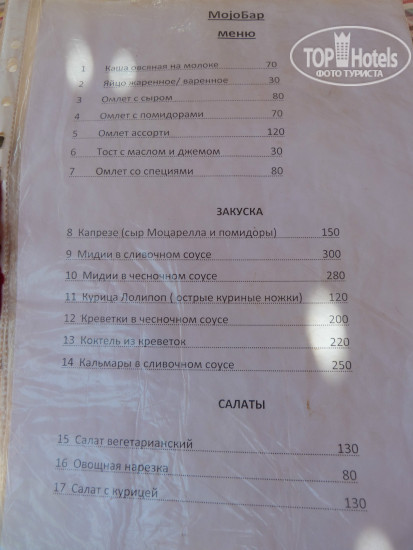 МоjоБар
меню
TOP Hotels
ФОТО ТУРИСТА
1 Каша овсяная на молоке 70
2 Яйцо жаренное/ варенное 30
3 Омлет с сыром 80
4 Омлет с помидорами 70
5 Омлет ассорти 120
6 Тост с маслом и джемом 30
7 Омлет со специями 80
ЗАКУСКА
8 Капрезе (сыр Моцарелла и помидоры) 150
9 Мидии в сливочном соусе 300
10 Мидии в чесночном соусе 280
11 Курица Лолипоп ( острые куриные ножки) 120
12 Креветки в чесночном соусе 200
13 Коктель из креветок 220
14 Кальмары в сливочном соусе 250
САЛАТЫ
15 Салат вегетарианский 130
16 Овощная нарезка 80
17 Салат с курицей 130